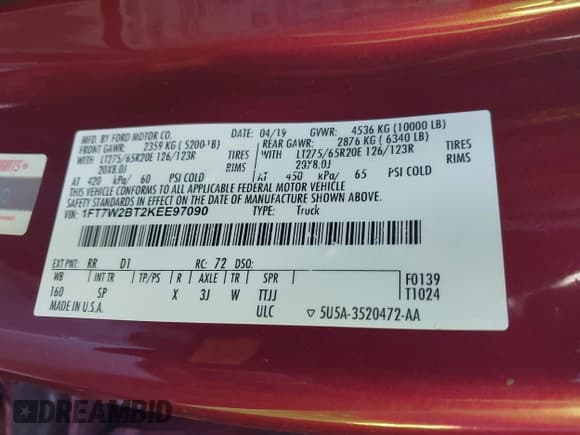 MFD. BY FORD MOTOR CO. DATE: 04/19 GVWR: 4536 KG (10000 LB)
FRONT GAWR: 2359 KG (5200 LB) REAR GAWR: 2876 KG (6340 LB)
WITH LT275/65R20E 126/123R TIRES WITH LT275/65R20E 126/123R TIRES
20X8.0J RIMS 20X8.0J RIMS
AT 420 kPa/ 60 PSI COLD AT 450 kPa/ 65 PSI COLD
THIS VEHICLE CONFORMS TO ALL APPLICABLE FEDERAL MOTOR VEHICLE
SAFETY STANDARDS IN EFFECT ON THE DATE OF MANUFACTURE SHOWN ABOVE.
VIN: 1FT7W2BT2KEE97090 TYPE: Truck
EXT PNT: RR D1 RC: 72 DSO:
WB INT TR TP/PS R AXLE TR SPR F0139
160 SP X 3J W TTJJ T1024
MADE IN U.S.A. ULC ▽ 5U5A-3520472-AA
DREAMBID